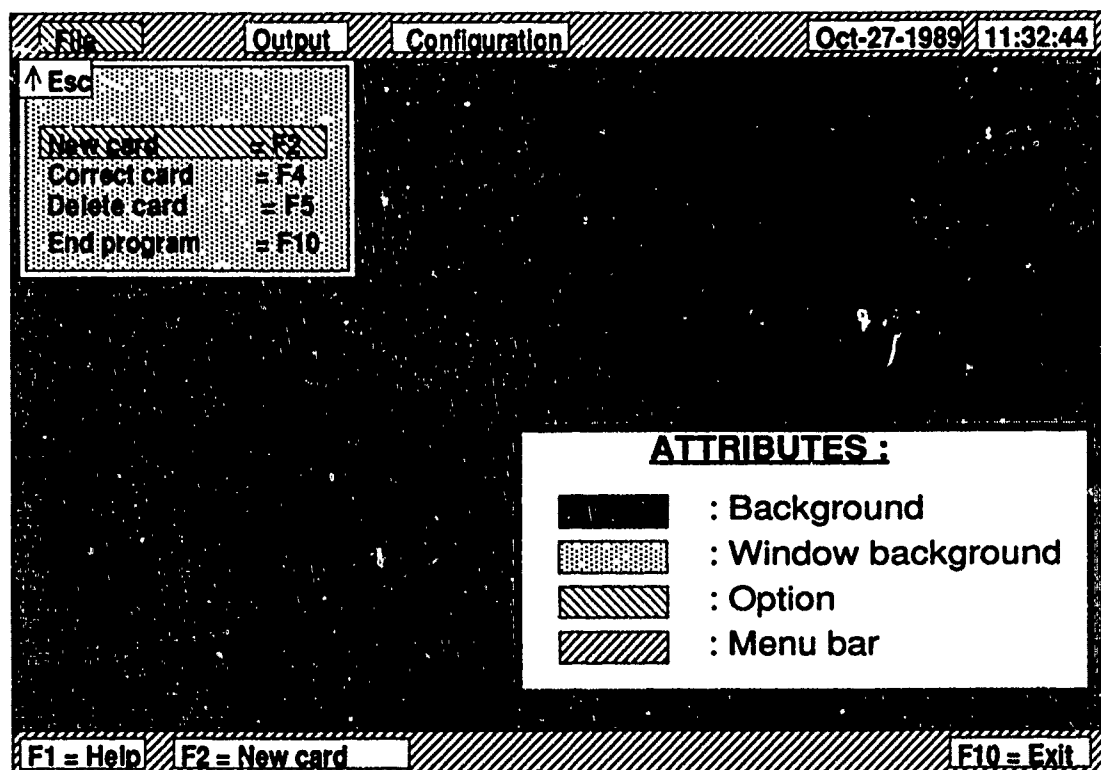 File Output Configuration Oct-27-1989 11:32:44
↑ Esc
New card = F2
Correct card = F4
Delete card = F5
End program = F10
ATTRIBUTES :
: Background
: Window background
: Option
: Menu bar
F1 = Help F2 = New card F10 = Exit